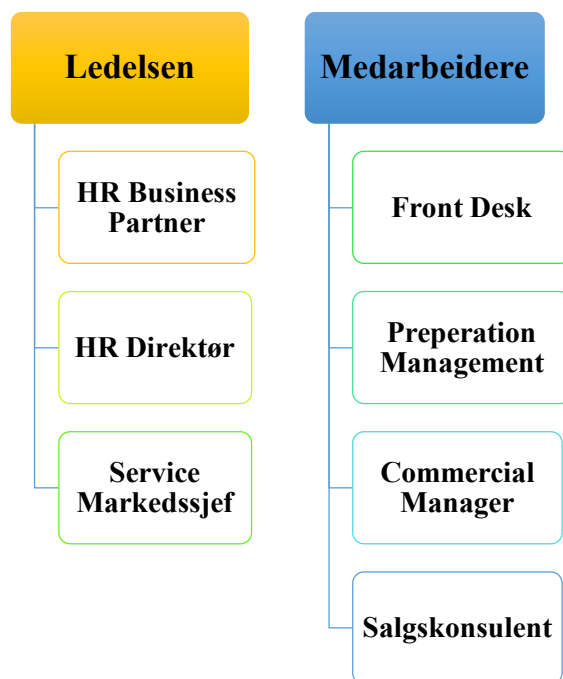 Ledelsen
HR Business
Partner
HR Direktør
Service
Markedssjef
Medarbeidere
Front Desk
Preperation
Management
Commercial
Manager
Salgskonsulent